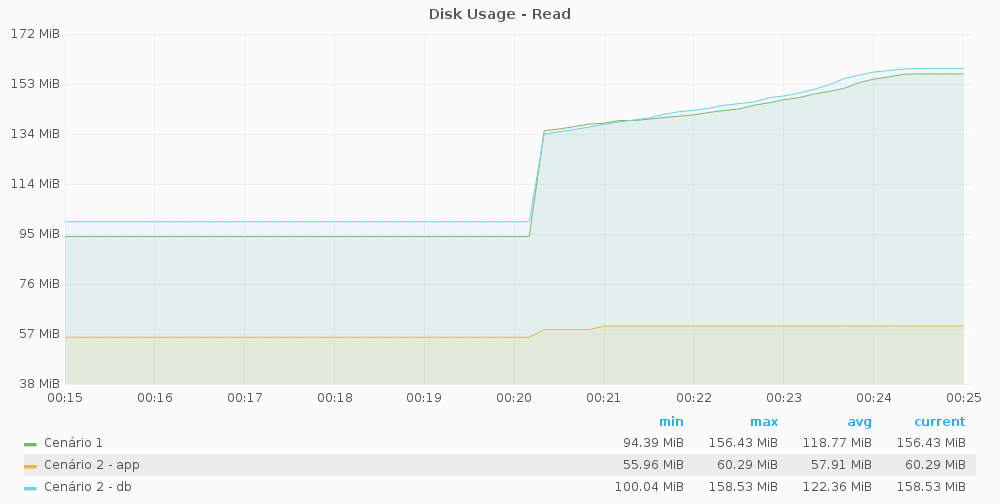 Disk Usage - Read
172 MiB
153 MiB
134 MiB
114 MiB
95 MiB
76 MiB
57 MiB
38 MiB
00:15 00:16 00:17 00:18 00:19 00:20 00:21 00:22 00:23 00:24 00:25
min max avg current
Cenário 1 94.39 MiB 156.43 MiB 118.77 MiB 156.43 MiB
Cenário 2 - app 55.96 MiB 60.29 MiB 57.91 MiB 60.29 MiB
Cenário 2 - db 100.04 MiB 158.53 MiB 122.36 MiB 158.53 MiB